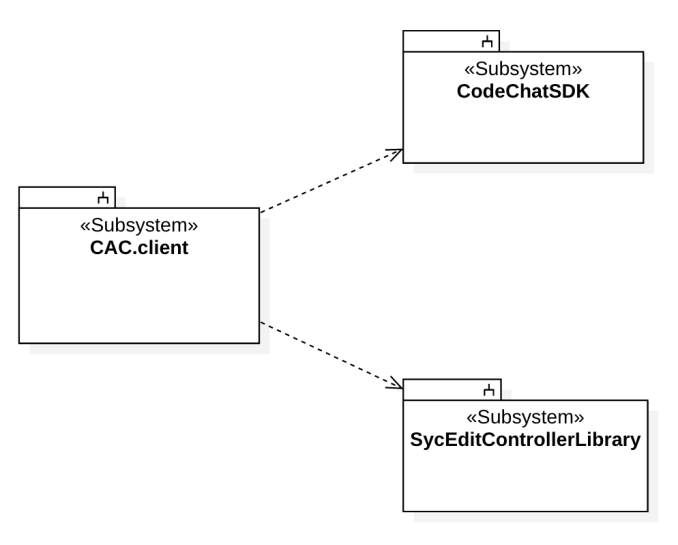 «Subsystem»
CodeChatSDK
«Subsystem»
CAC.client
«Subsystem»
SycEditControllerLibrary